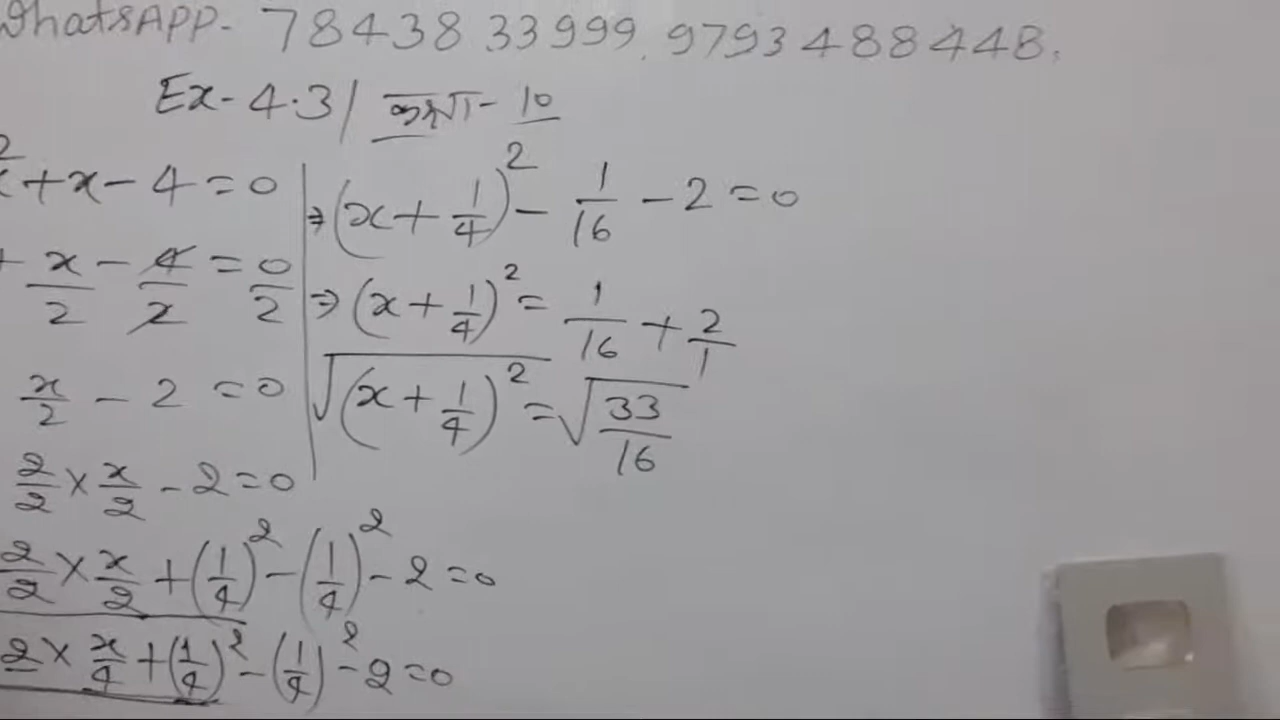 WhatsApp- 7843833999, 9793488448,
Ex- 4.3 / कक्षा- 10
+x-4=0
+ x/2 - 4/2 = 0/2
x/2 - 2 = 0
2/2 × x/2 - 2 = 0
2/2 × x/2 + (1/4)² - (1/4)² - 2 = 0
2 × x/4 + (1/4)² - (1/4)² - 2 = 0
⇒ (x + 1/4)² - 1/16 - 2 = 0
⇒ (x + 1/4)² = 1/16 + 2/1
√(x + 1/4)² = √33/16